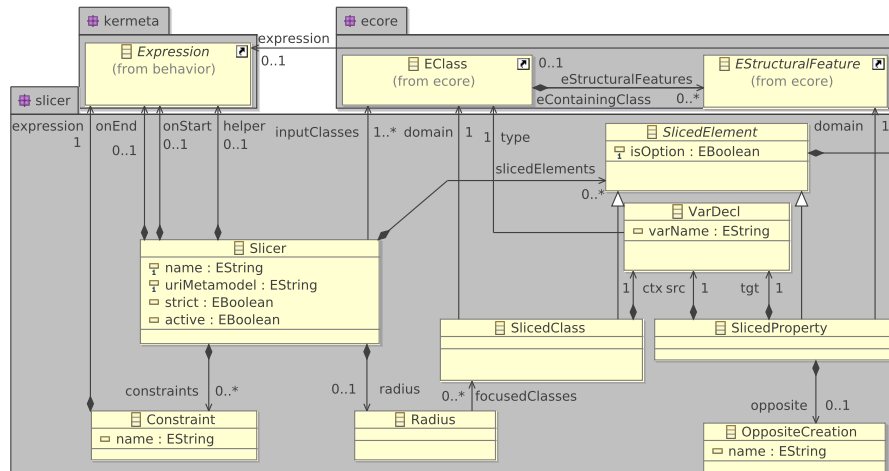 kermeta
ecore
expression
Expression
(from behavior)
0..1
EClass
(from ecore)
0..1
eStructuralFeatures
eContainingClass
0..*
EStructuralFeature
(from ecore)
slicer
expression
1
onEnd
0..1
onStart
0..1
helper
0..1
inputClasses
1..*
domain
1
1
type
SlicedElement
isOption : EBoolean
domain
1
slicedElements
0..*
VarDecl
varName : EString
Slicer
name : EString
uriMetamodel : EString
strict : EBoolean
active : EBoolean
1
ctx
src
1
tgt
1
SlicedClass
SlicedProperty
constraints
0..*
0..1
radius
0..*
focusedClasses
opposite
0..1
Constraint
name : EString
Radius
OppositeCreation
name : EString